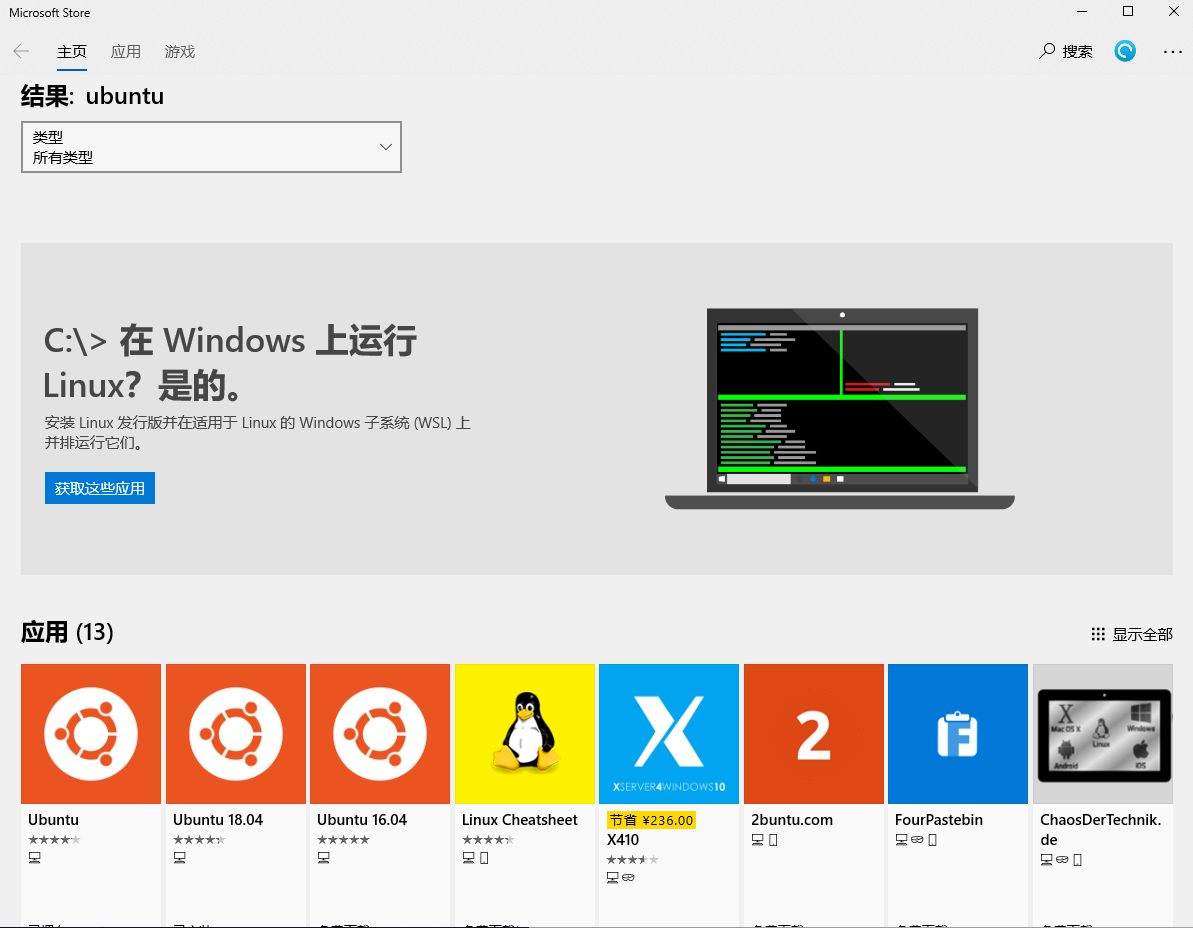 Microsoft Store
主页 应用 游戏 搜索
结果: ubuntu
类型
所有类型
C:\> 在 Windows 上运行
Linux? 是的。
安装 Linux 发行版并在适用于 Linux 的 Windows 子系统 (WSL) 上
并排运行它们。
获取这些应用
应用 (13) 显示全部
2
F
XSERVER4WINDOWS10
X
Mac OS X
Linux
Windows
Android
iOS
Ubuntu
Ubuntu 18.04
Ubuntu 16.04
Linux Cheatsheet
节省 ¥236.00
X410
2buntu.com
FourPastebin
ChaosDerTechnik.
de